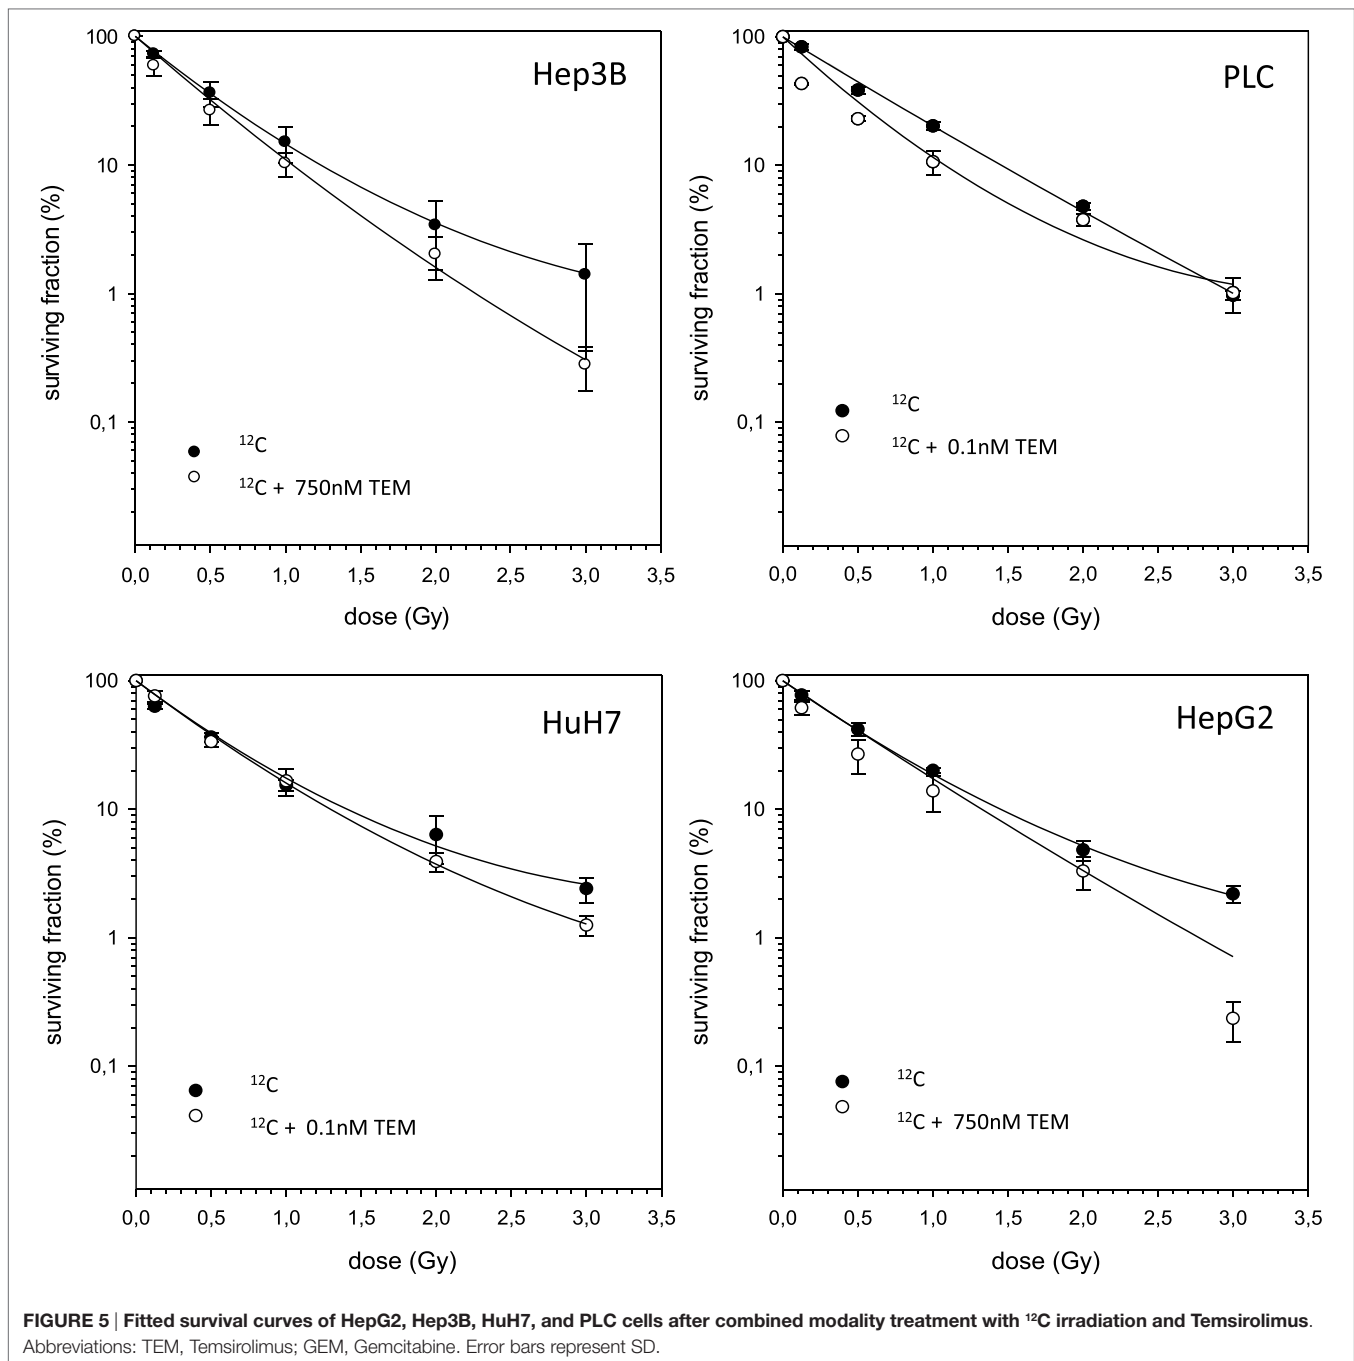 Hep3B
surviving fraction (%)
100
10
1
0,1
12C
12C + 750nM TEM
0,0 0,5 1,0 1,5 2,0 2,5 3,0 3,5
dose (Gy)
PLC
surviving fraction (%)
100
10
1
0,1
12C
12C + 0.1nM TEM
0,0 0,5 1,0 1,5 2,0 2,5 3,0 3,5
dose (Gy)
HuH7
surviving fraction (%)
100
10
1
0,1
12C
12C + 0.1nM TEM
0,0 0,5 1,0 1,5 2,0 2,5 3,0 3,5
dose (Gy)
HepG2
surviving fraction (%)
100
10
1
0,1
12C
12C + 750nM TEM
0,0 0,5 1,0 1,5 2,0 2,5 3,0 3,5
dose (Gy)
FIGURE 5 | Fitted survival curves of HepG2, Hep3B, HuH7, and PLC cells after combined modality treatment with 12C irradiation and Temsirolimus.
Abbreviations: TEM, Temsirolimus; GEM, Gemcitabine. Error bars represent SD.